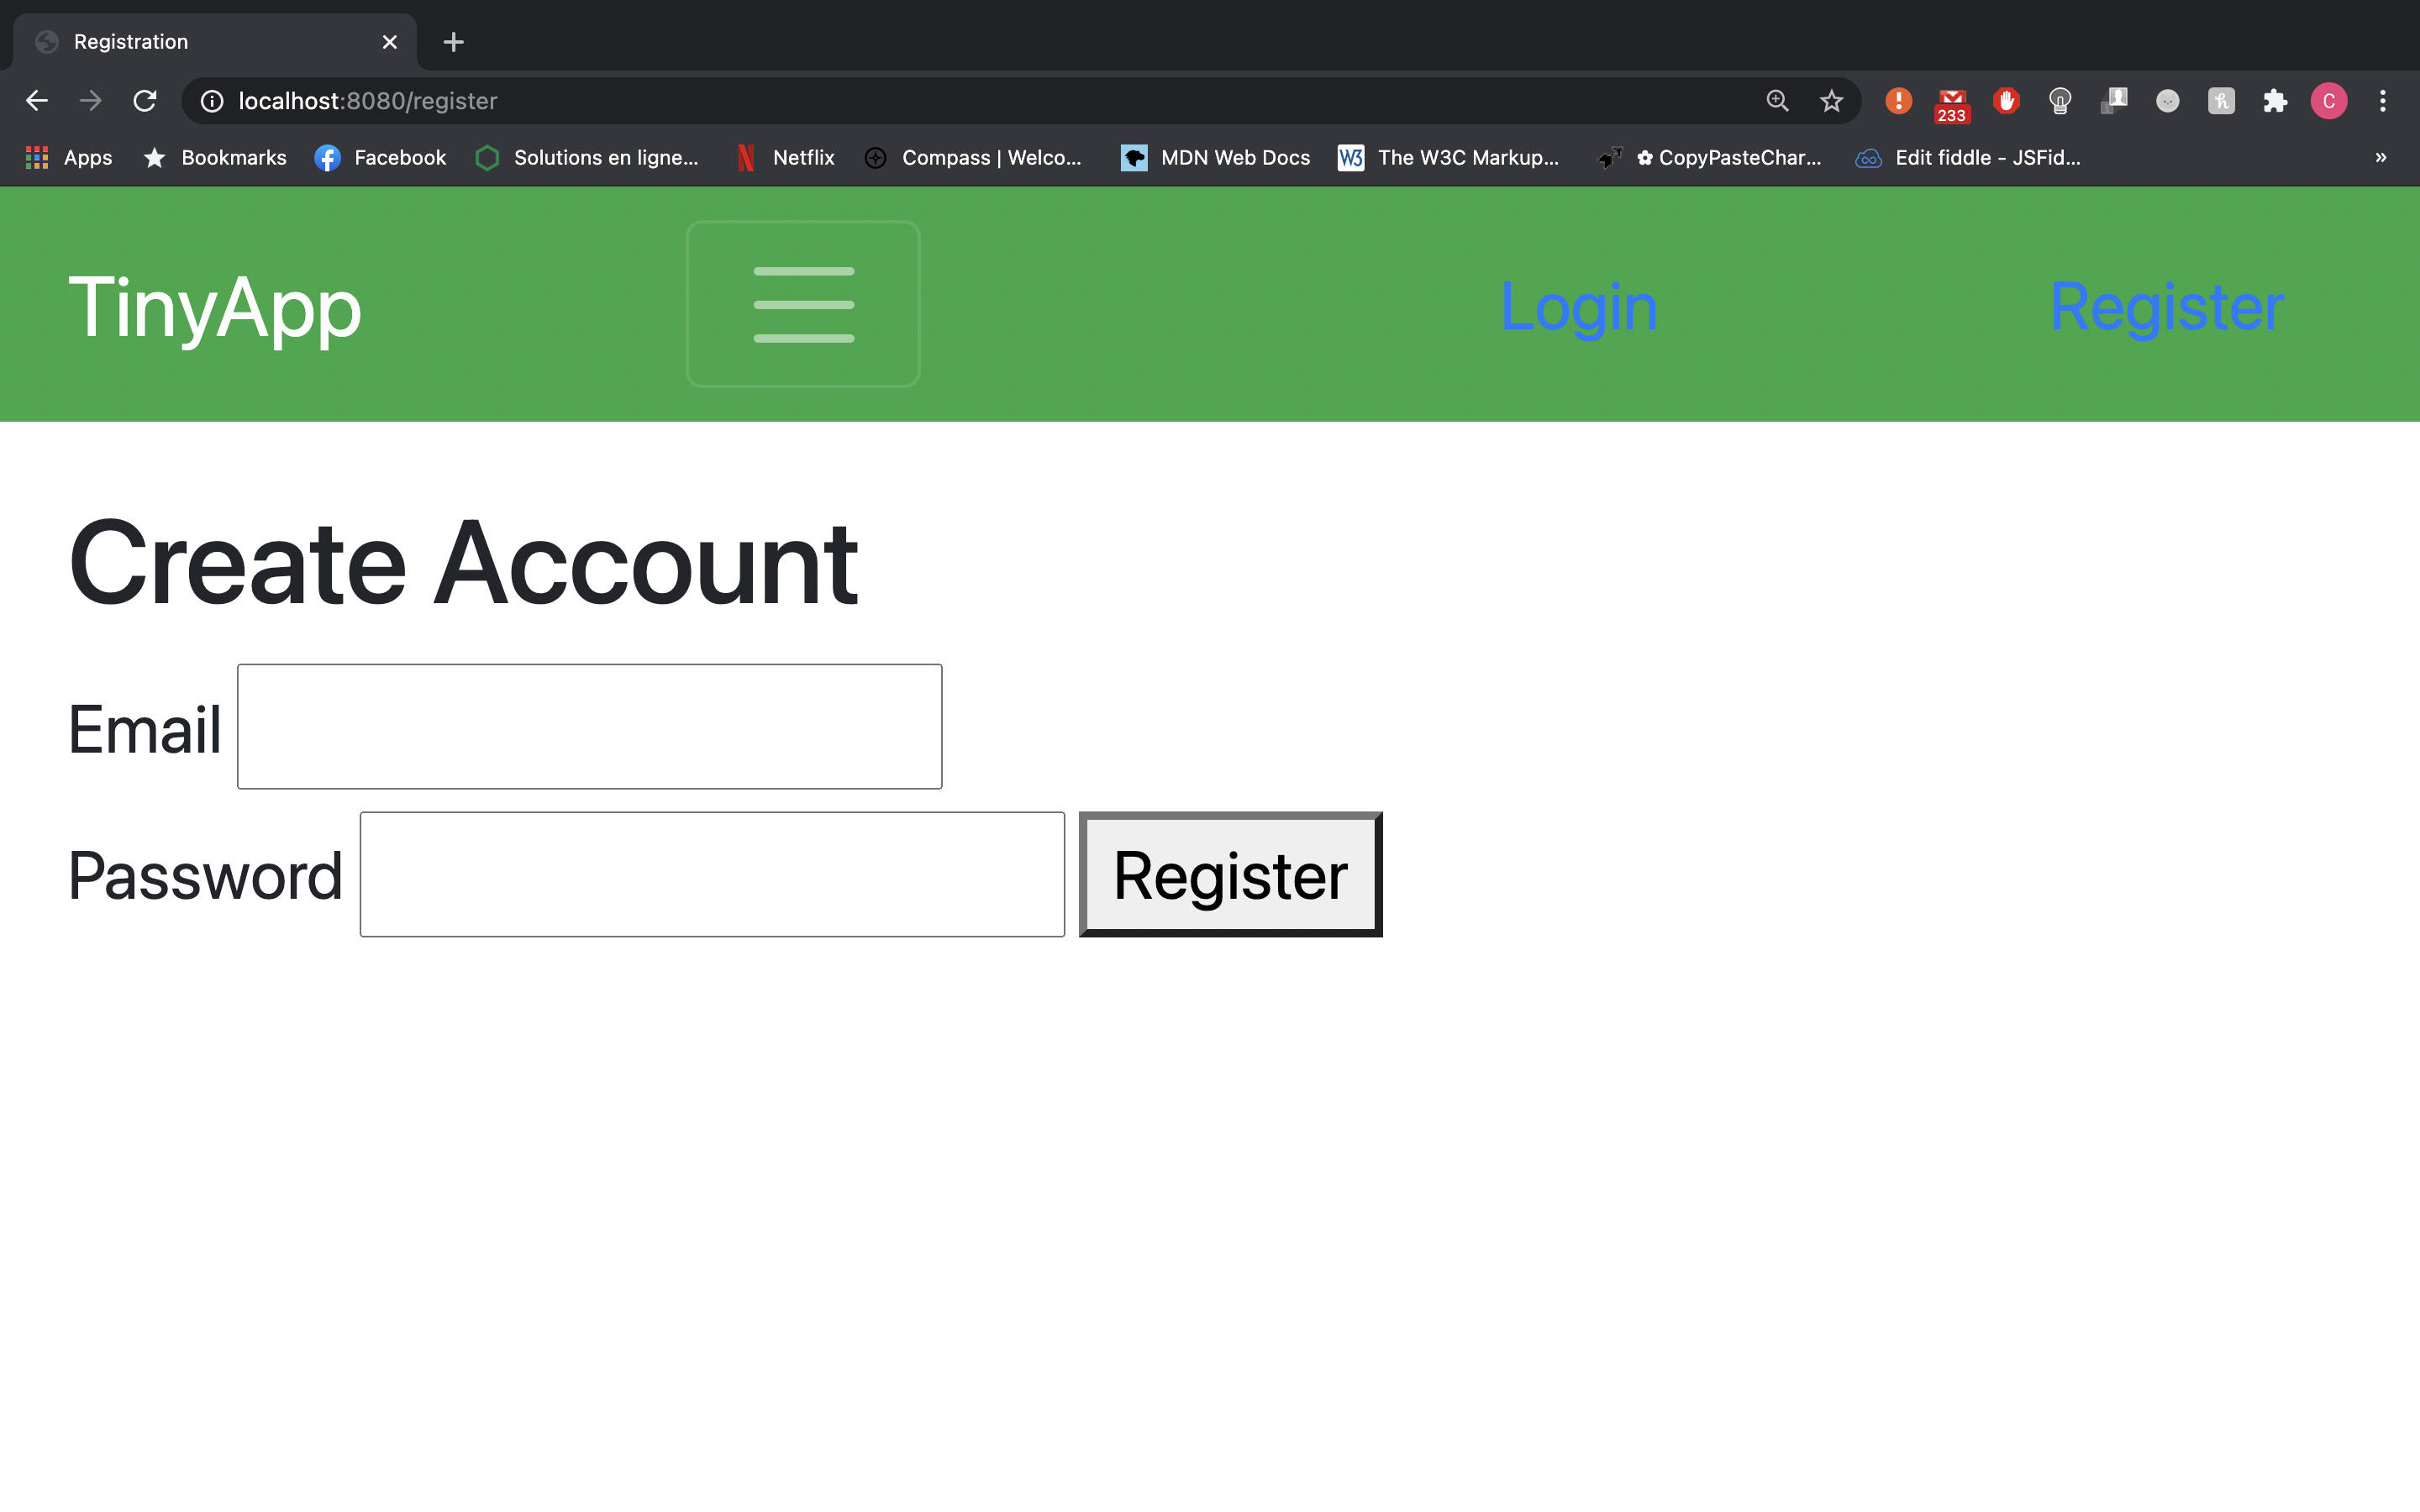 Registration
localhost:8080/register
233
C
Apps Bookmarks Facebook Solutions en ligne... Netflix Compass | Welco... MDN Web Docs W3 The W3C Markup... ✿ CopyPasteChar... Edit fiddle - JSFid... »
TinyApp Login Register
Create Account
Email
Password Register